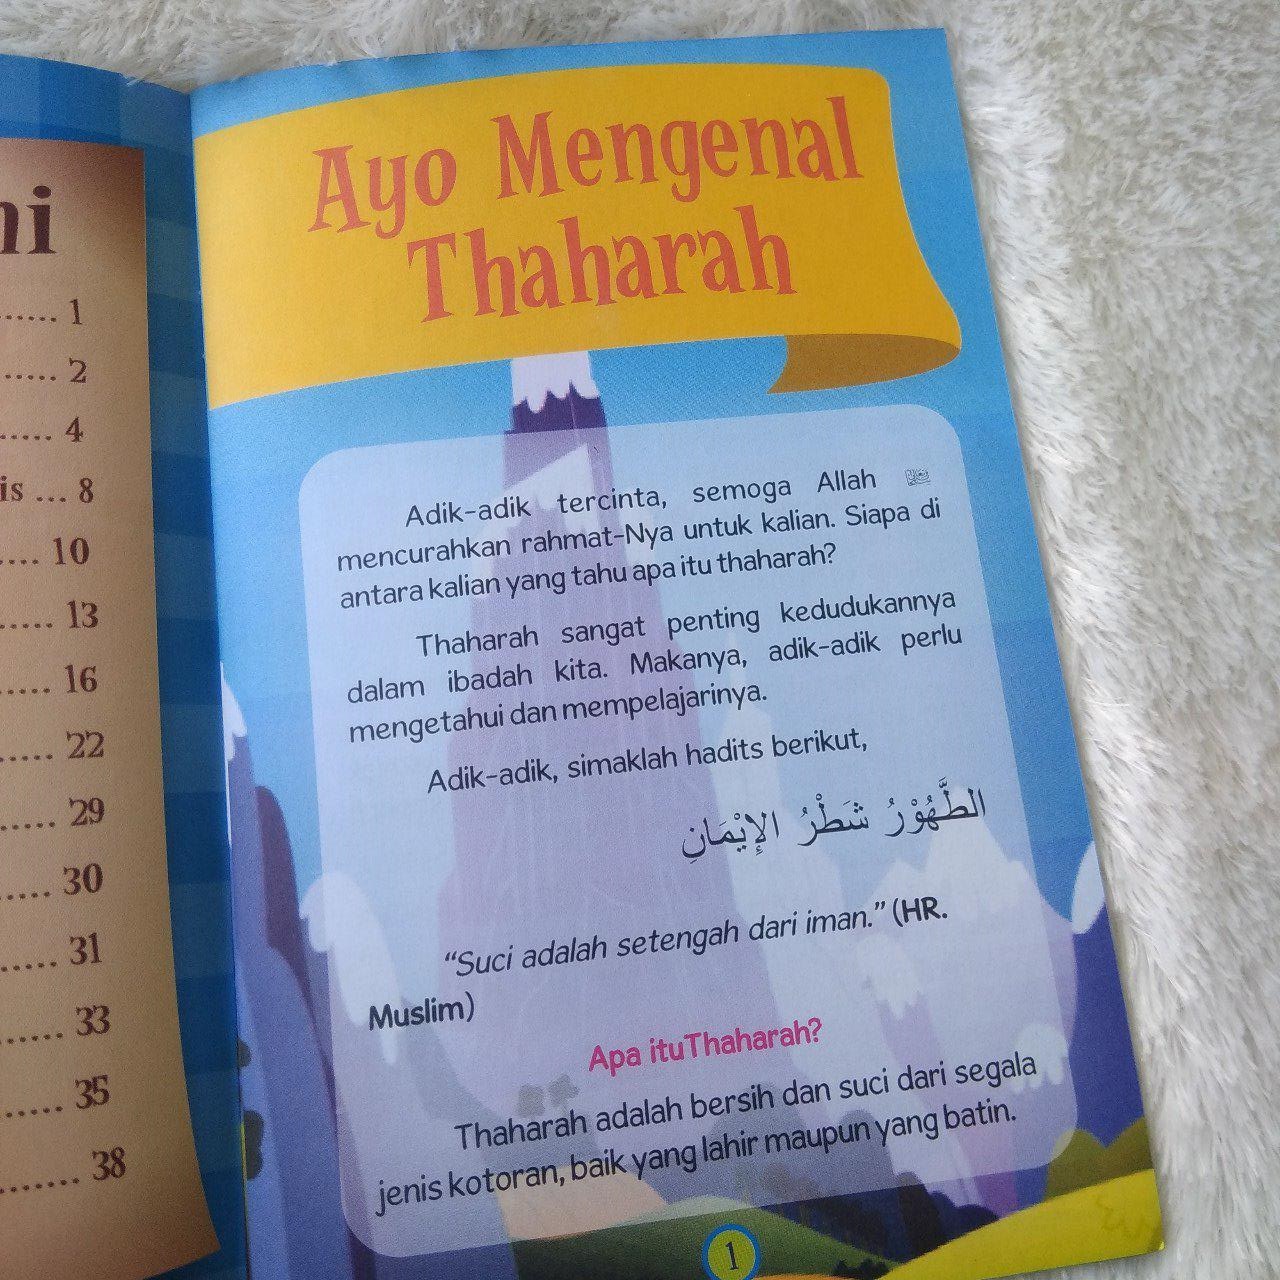 ni
..... 1
..... 2
..... 4
is ... 8
.... 10
..... 13
..... 16
..... 22
..... 29
..... 30
..... 31
..... 33
..... 35
....... 38
Ayo Mengenal
Thaharah
Adik-adik tercinta, semoga Allah
mencurahkan rahmat-Nya untuk kalian. Siapa di
antara kalian yang tahu apa itu thaharah?
Thaharah sangat penting kedudukannya
dalam ibadah kita. Makanya, adik-adik perlu
mengetahui dan mempelajarinya.
Adik-adik, simaklah hadits berikut,
الطَّهُوْرُ شَطْرُ الإِيْمَانِ
“Suci adalah setengah dari iman.” (HR.
Muslim)
Apa ituThaharah?
Thaharah adalah bersih dan suci dari segala
jenis kotoran, baik yang lahir maupun yang batin.
1